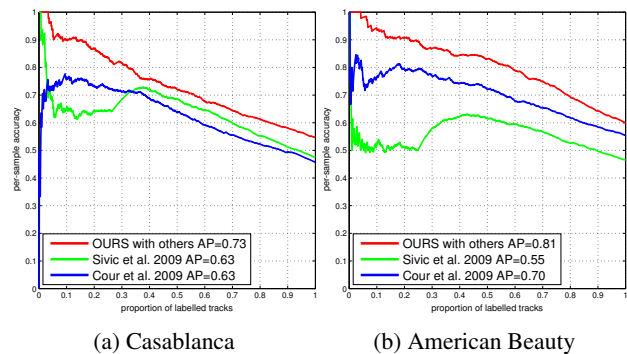 1
0.9
0.8
0.7
0.6
0.5
0.4
0.3
0.2
0.1
0
per-sample accuracy
OURS with others AP=0.73
Sivic et al. 2009 AP=0.63
Cour et al. 2009 AP=0.63
0 0.1 0.2 0.3 0.4 0.5 0.6 0.7 0.8 0.9 1
proportion of labelled tracks
(a) Casablanca
1
0.9
0.8
0.7
0.6
0.5
0.4
0.3
0.2
0.1
0
per-sample accuracy
OURS with others AP=0.81
Sivic et al. 2009 AP=0.55
Cour et al. 2009 AP=0.70
0 0.1 0.2 0.3 0.4 0.5 0.6 0.7 0.8 0.9 1
proportion of labelled tracks
(b) American Beauty